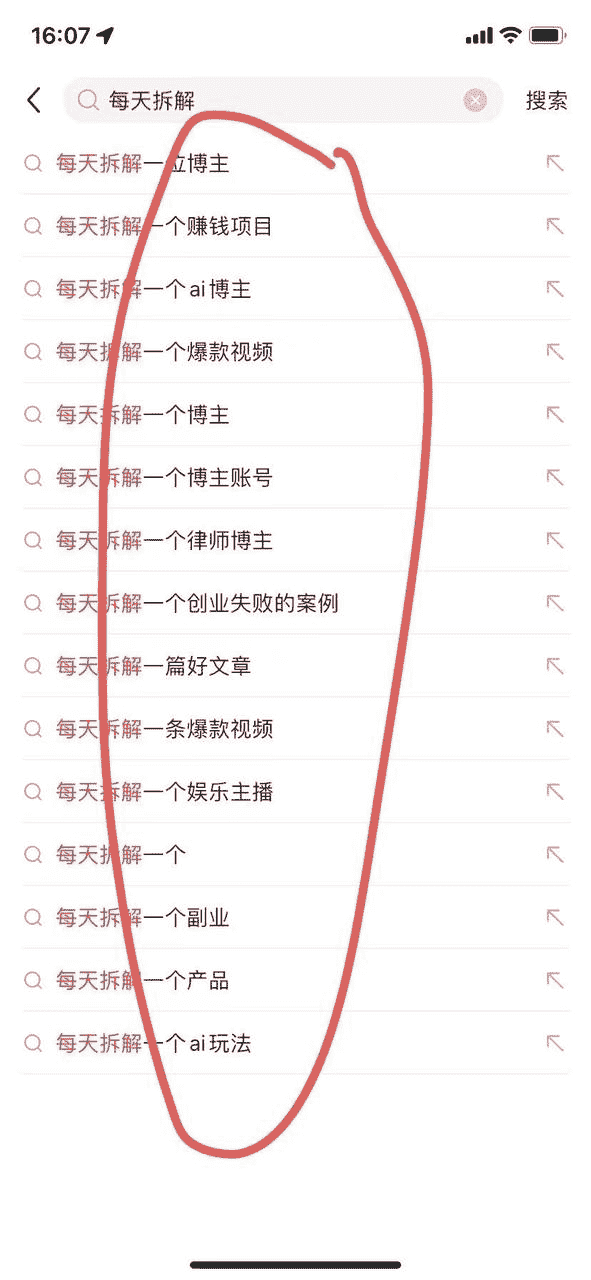 16:07
每天拆解
搜索
每天拆解一位博主
每天拆解一个赚钱项目
每天拆解一个ai博主
每天拆解一个爆款视频
每天拆解一个博主
每天拆解一个博主账号
每天拆解一个律师博主
每天拆解一个创业失败的案例
每天拆解一篇好文章
每天拆解一条爆款视频
每天拆解一个娱乐主播
每天拆解一个
每天拆解一个副业
每天拆解一个产品
每天拆解一个ai玩法